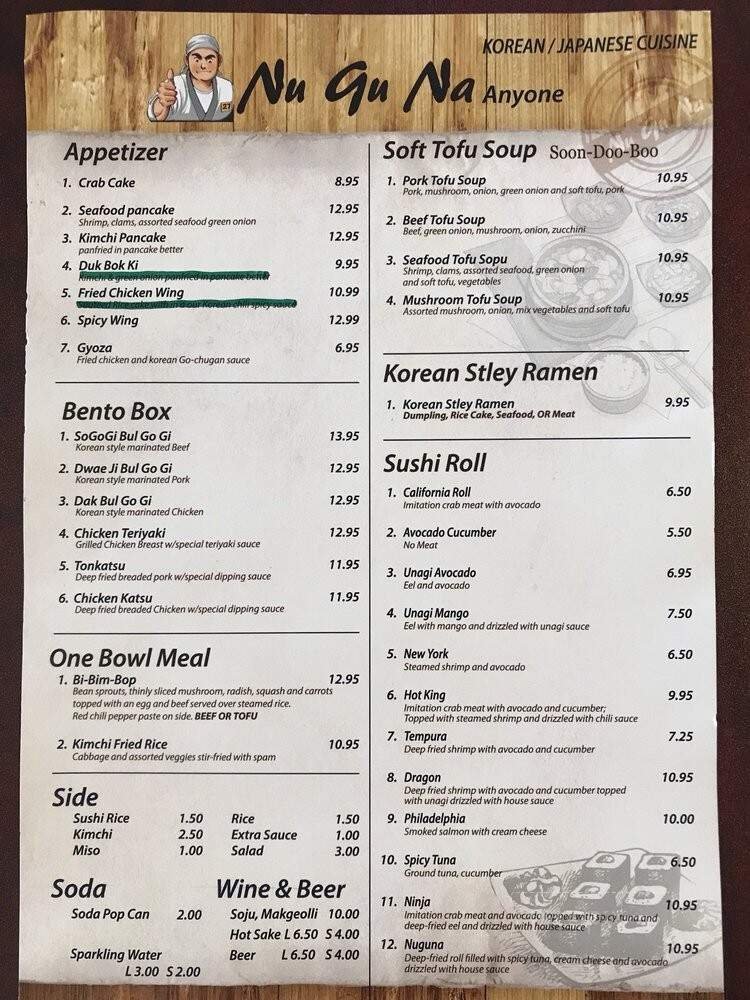 KOREAN / JAPANESE CUISINE
Nu Gu Na Anyone
27
Appetizer
1. Crab Cake 8.95
2. Seafood pancake 12.95
Shrimp, clams, assorted seafood green onion
3. Kimchi Pancake 12.95
panfried in pancake better
4. Duk Bok Ki 9.95
Kimchi & green onion panfried in pancake better
5. Fried Chicken Wing 10.99
sauteed Rice cake with in a our Korean chili spicy sauce
6. Spicy Wing 12.99
7. Gyoza 6.95
Fried chicken and korean Go-chugan sauce
Bento Box
1. SoGoGi Bul Go Gi 13.95
Korean style marinated Beef
2. Dwae Ji Bul Go Gi 12.95
Korean style marinated Pork
3. Dak Bul Go Gi 12.95
Korean style marinated Chicken
4. Chicken Teriyaki 12.95
Grilled Chicken Breast w/special teriyaki sauce
5. Tonkatsu 11.95
Deep fried breaded pork w/special dipping sauce
6. Chicken Katsu 11.95
Deep fried breaded Chicken w/special dipping sauce
One Bowl Meal
1. Bi-Bim-Bop 12.95
Bean sprouts, thinly sliced mushroom, radish, squash and carrots
topped with an egg and beef served over steamed rice.
Red chili pepper paste on side. BEEF OR TOFU
2. Kimchi Fried Rice 10.95
Cabbage and assorted veggies stir-fried with spam
Side
Sushi Rice 1.50 Rice 1.50
Kimchi 2.50 Extra Sauce 1.00
Miso 1.00 Salad 3.00
Soda
Soda Pop Can 2.00
Sparkling Water
L 3.00 S 2.00
Wine & Beer
Soju, Makgeolli 10.00
Hot Sake L 6.50 S 4.00
Beer L 6.50 S 4.00
Soft Tofu Soup Soon-Doo-Boo
1. Pork Tofu Soup 10.95
Pork, mushroom, onion, green onion and soft tofu, pork
2. Beef Tofu Soup 10.95
Beef, green onion, mushroom, onion, zucchini
3. Seafood Tofu Sopu 10.95
Shrimp, clams, assorted seafood, green onion
and soft tofu, vegetables
4. Mushroom Tofu Soup 10.95
Assorted mushroom, onion, mix vegetables and soft tofu
Korean Stley Ramen
1. Korean Stley Ramen 9.95
Dumpling, Rice Cake, Seafood, OR Meat
Sushi Roll
1. California Roll 6.50
Imitation crab meat with avocado
2. Avocado Cucumber 5.50
No Meat
3. Unagi Avocado 6.95
Eel and avocado
4. Unagi Mango 7.50
Eel with mango and drizzled with unagi sauce
5. New York 6.50
Steamed shrimp and avocado
6. Hot King 9.95
Imitation crab meat with avocado and cucumber;
Topped with steamed shrimp and drizzled with chili sauce
7. Tempura 7.25
Deep fried shrimp with avocado and cucumber
8. Dragon 10.95
Deep fried shrimp with avocado and cucumber topped
with unagi drizzled with house sauce
9. Philadelphia 10.00
Smoked salmon with cream cheese
10. Spicy Tuna 6.50
Ground tuna, cucumber
11. Ninja 10.95
Imitation crab meat and avocado topped with spicy tuna and
deep-fried eel and drizzled with house sauce
12. Nuguna 10.95
Deep-fried roll filled with spicy tuna, cream cheese and avocado
drizzled with house sauce